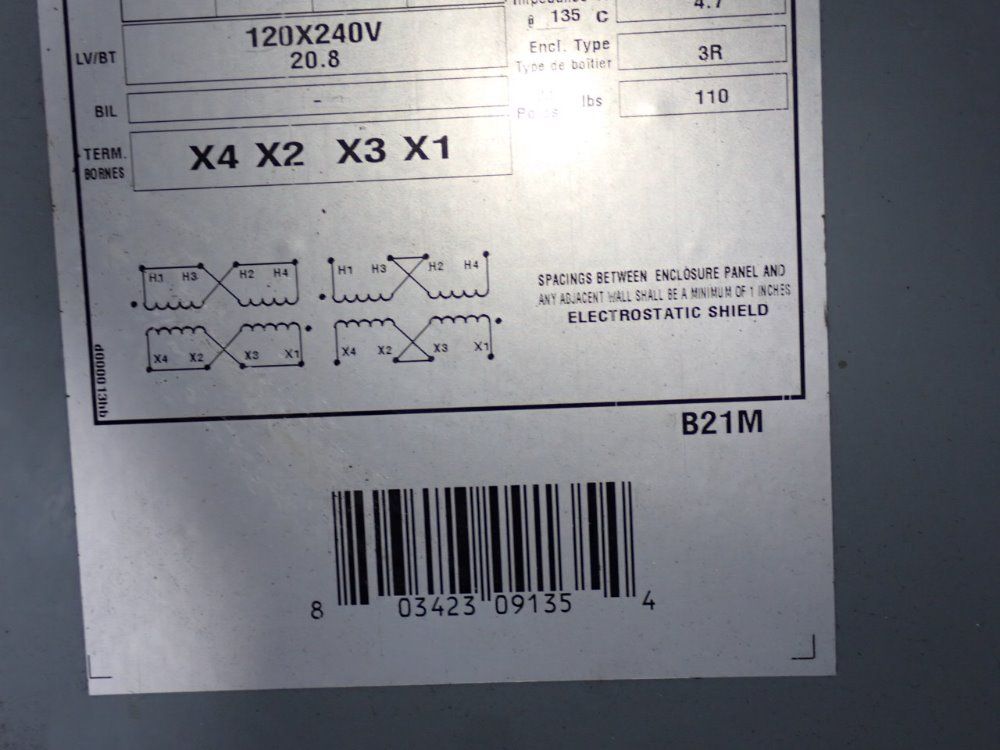 4.7
@ 135 C
LV/BT 120X240V
20.8
Encl. Type
Type de boîtier 3R
BIL -
lbs 110
TERM.
BORNES X4 X2 X3 X1
H1 H3 H2 H4 H1 H3 H2 H4
X4 X2 X3 X1 X4 X2 X3 X1
SPACINGS BETWEEN ENCLOSURE PANEL AND
ANY ADJACENT WALL SHALL BE A MINIMUM OF 1 INCHES
ELECTROSTATIC SHIELD
d000013hb
B21M
8 03423 09135 4